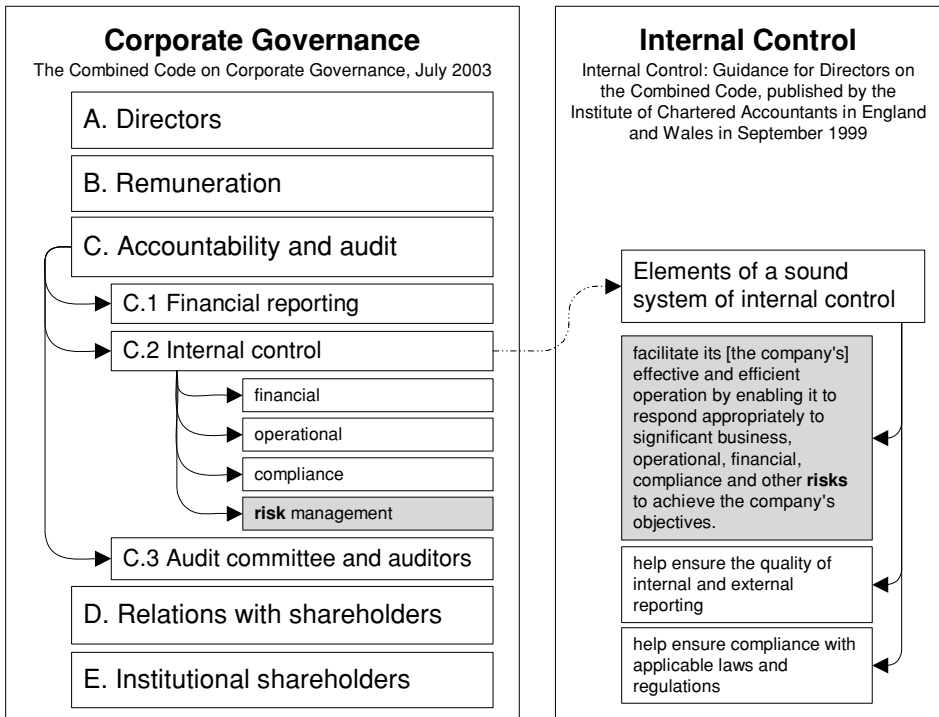 Corporate Governance
The Combined Code on Corporate Governance, July 2003
A. Directors
B. Remuneration
C. Accountability and audit
C.1 Financial reporting
C.2 Internal control
financial
operational
compliance
risk management
C.3 Audit committee and auditors
D. Relations with shareholders
E. Institutional shareholders
Internal Control
Internal Control: Guidance for Directors on
the Combined Code, published by the
Institute of Chartered Accountants in England
and Wales in September 1999
Elements of a sound
system of internal control
facilitate its [the company's]
effective and efficient
operation by enabling it to
respond appropriately to
significant business,
operational, financial,
compliance and other risks
to achieve the company's
objectives.
help ensure the quality of
internal and external
reporting
help ensure compliance with
applicable laws and
regulations